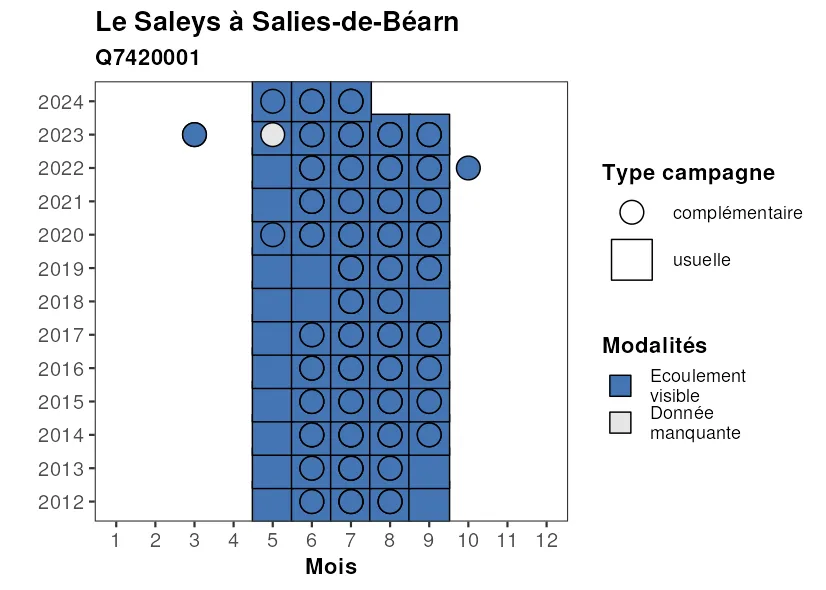 Le Saleys à Salies-de-Béarn
Q7420001
2024
2023
2022
2021
2020
2019
2018
2017
2016
2015
2014
2013
2012
1 2 3 4 5 6 7 8 9 10 11 12
Mois
Type campagne
complémentaire
usuelle
Modalités
Ecoulement
visible
Donnée
manquante